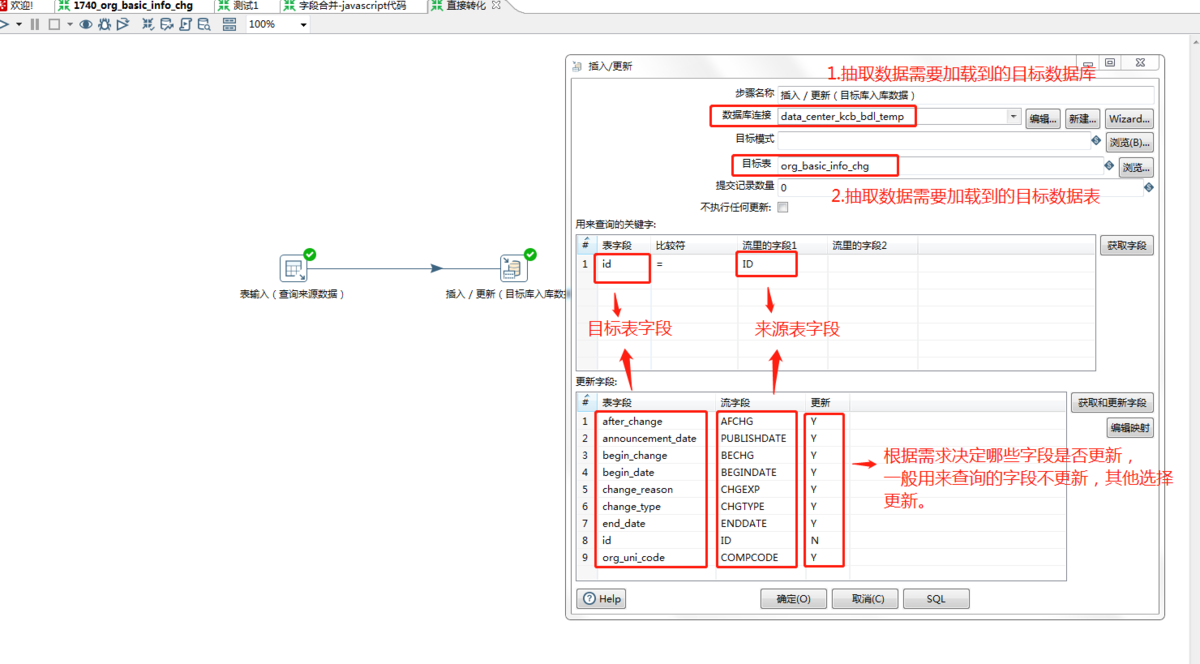 欢迎!
1740_org_basic_info_chg
测试1
字段合并-javascript代码
直接转化
100%
插入/更新
1.抽取数据需要加载到的目标数据库
步骤名称 插入 / 更新 ( 目标库入库数据 )
数据库连接 data_center_kcb_bdl_temp 编辑... 新建... Wizard...
目标模式 浏览(B)...
目标表 org_basic_info_chg 浏览...
提交记录数量 0
2.抽取数据需要加载到的目标数据表
不执行任何更新:
用来查询的关键字:
# 表字段 比较符 流里的字段1 流里的字段2 获取字段
1 id = ID
表输入 ( 查询来源数据 )
插入 / 更新 ( 目标库入库数据
目标表字段 来源表字段
更新字段:
# 表字段 流字段 更新 获取和更新字段
1 after_change AFCHG Y 编辑映射
2 announcement_date PUBLISHDATE Y
3 begin_change BECHG Y
4 begin_date BEGINDATE Y
5 change_reason CHGEXP Y
6 change_type CHGTYPE Y
7 end_date ENDDATE Y
8 id ID N
9 org_uni_code COMPCODE Y
根据需求决定哪些字段是否更新，
一般用来查询的字段不更新，其他选择
更新。
Help 确定(O) 取消(C) SQL